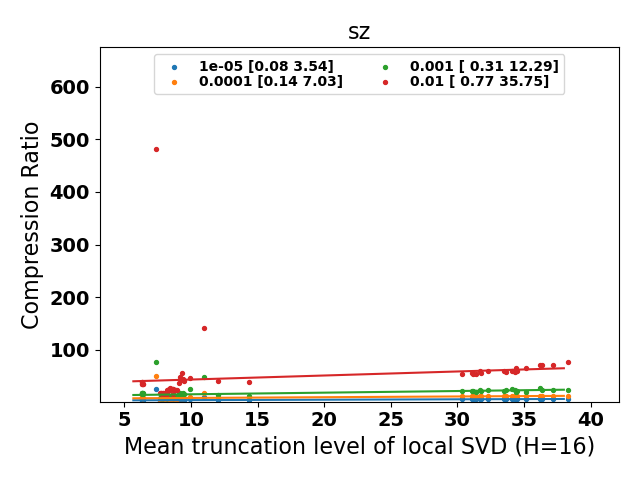 sz
1e-05 [0.08 3.54]
0.0001 [0.14 7.03]
0.001 [ 0.31 12.29]
0.01 [ 0.77 35.75]
Compression Ratio
600
500
400
300
200
100
5 10 15 20 25 30 35 40
Mean truncation level of local SVD (H=16)